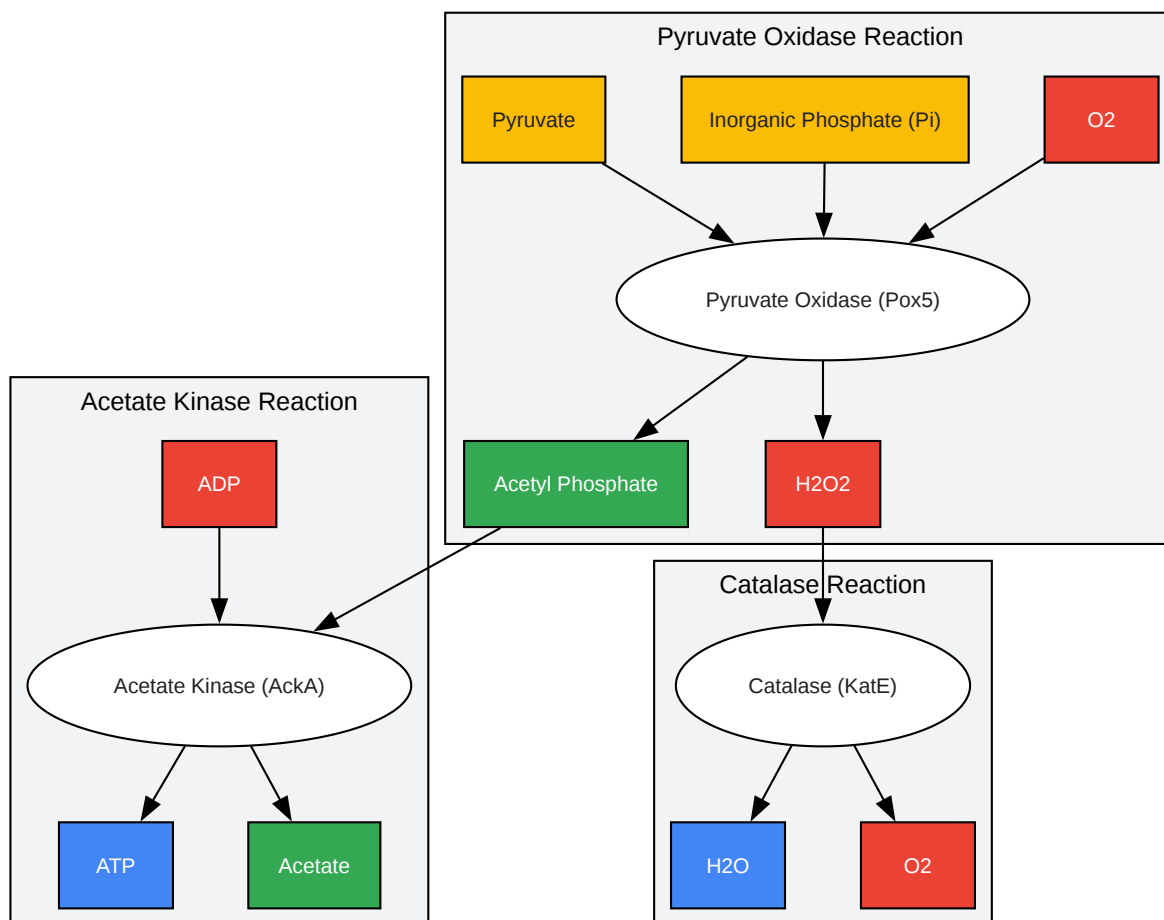 Pyruvate Oxidase Reaction
Pyruvate
Inorganic Phosphate (Pi)
O2
Pyruvate Oxidase (Pox5)
Acetate Kinase Reaction
ADP
Acetyl Phosphate
H2O2
Catalase Reaction
Acetate Kinase (AckA)
Catalase (KatE)
ATP
Acetate
H2O
O2